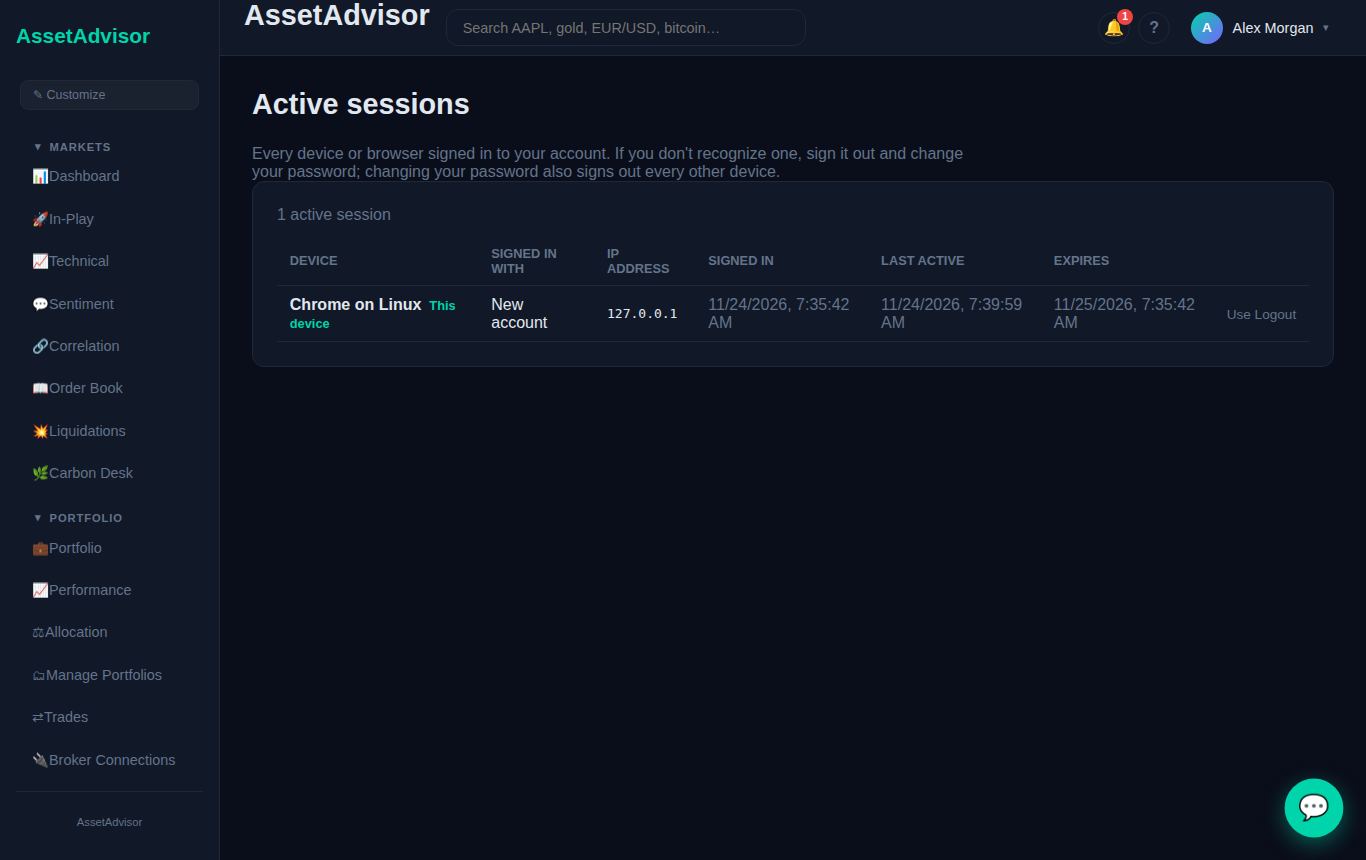 AssetAdvisor
✎ Customize
▼ MARKETS
📊Dashboard
🚀In-Play
📈Technical
💬Sentiment
🔗Correlation
📖Order Book
💥Liquidations
🌿Carbon Desk
▼ PORTFOLIO
💼Portfolio
📈Performance
⚖Allocation
🗂Manage Portfolios
⇄Trades
🔌Broker Connections
AssetAdvisor
AssetAdvisor
Search AAPL, gold, EUR/USD, bitcoin…
🔔 1
?
A Alex Morgan ▾
Active sessions
Every device or browser signed in to your account. If you don't recognize one, sign it out and change
your password; changing your password also signs out every other device.
1 active session
DEVICE SIGNED IN WITH IP ADDRESS SIGNED IN LAST ACTIVE EXPIRES
Chrome on Linux This device New account 127.0.0.1 11/24/2026, 7:35:42 AM 11/24/2026, 7:39:59 AM 11/25/2026, 7:35:42 AM Use Logout